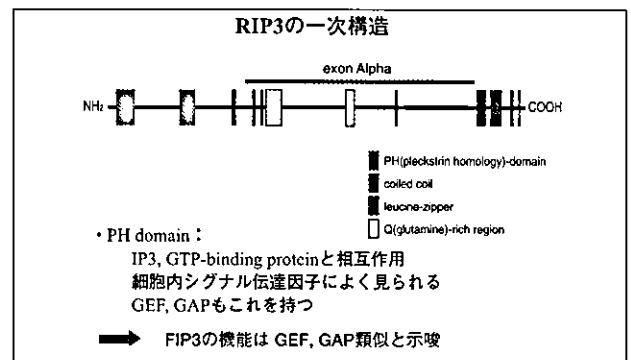 RIP3の一次構造
exon Alpha
NH₂
COOH
PH(pleckstrin homology)-domain
coiled coil
leucine-zipper
Q(glutamine)-rich region
・PH domain：
IP3, GTP-binding proteinと相互作用
細胞内シグナル伝達因子によく見られる
GEF, GAPもこれを持つ
FIP3の機能は GEF, GAP類似と示唆